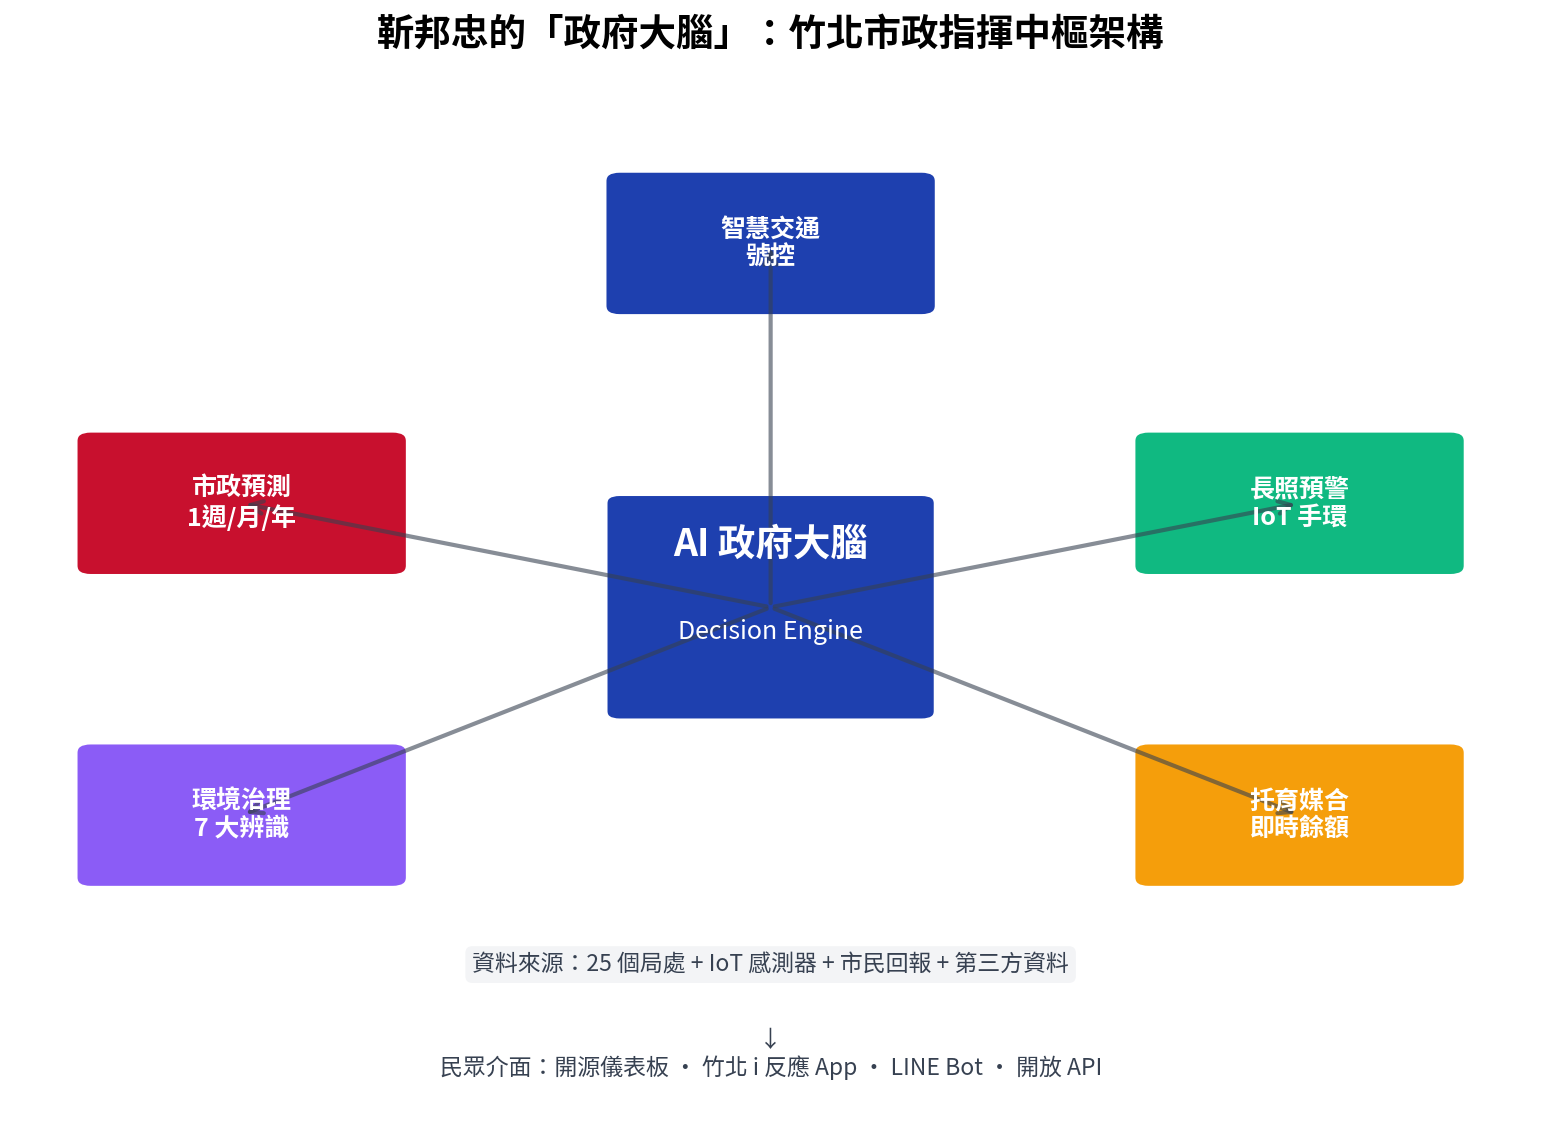 靳邦忠的「政府大腦」：竹北市政指揮中樞架構
智慧交通
號控
市政預測
1週/月/年
長照預警
IoT 手環
AI 政府大腦
Decision Engine
環境治理
7 大辨識
托育媒合
即時餘額
資料來源：25 個局處 + IoT 感測器 + 市民回報 + 第三方資料
↓
民眾介面：開源儀表板 · 竹北 i 反應 App · LINE Bot · 開放 API